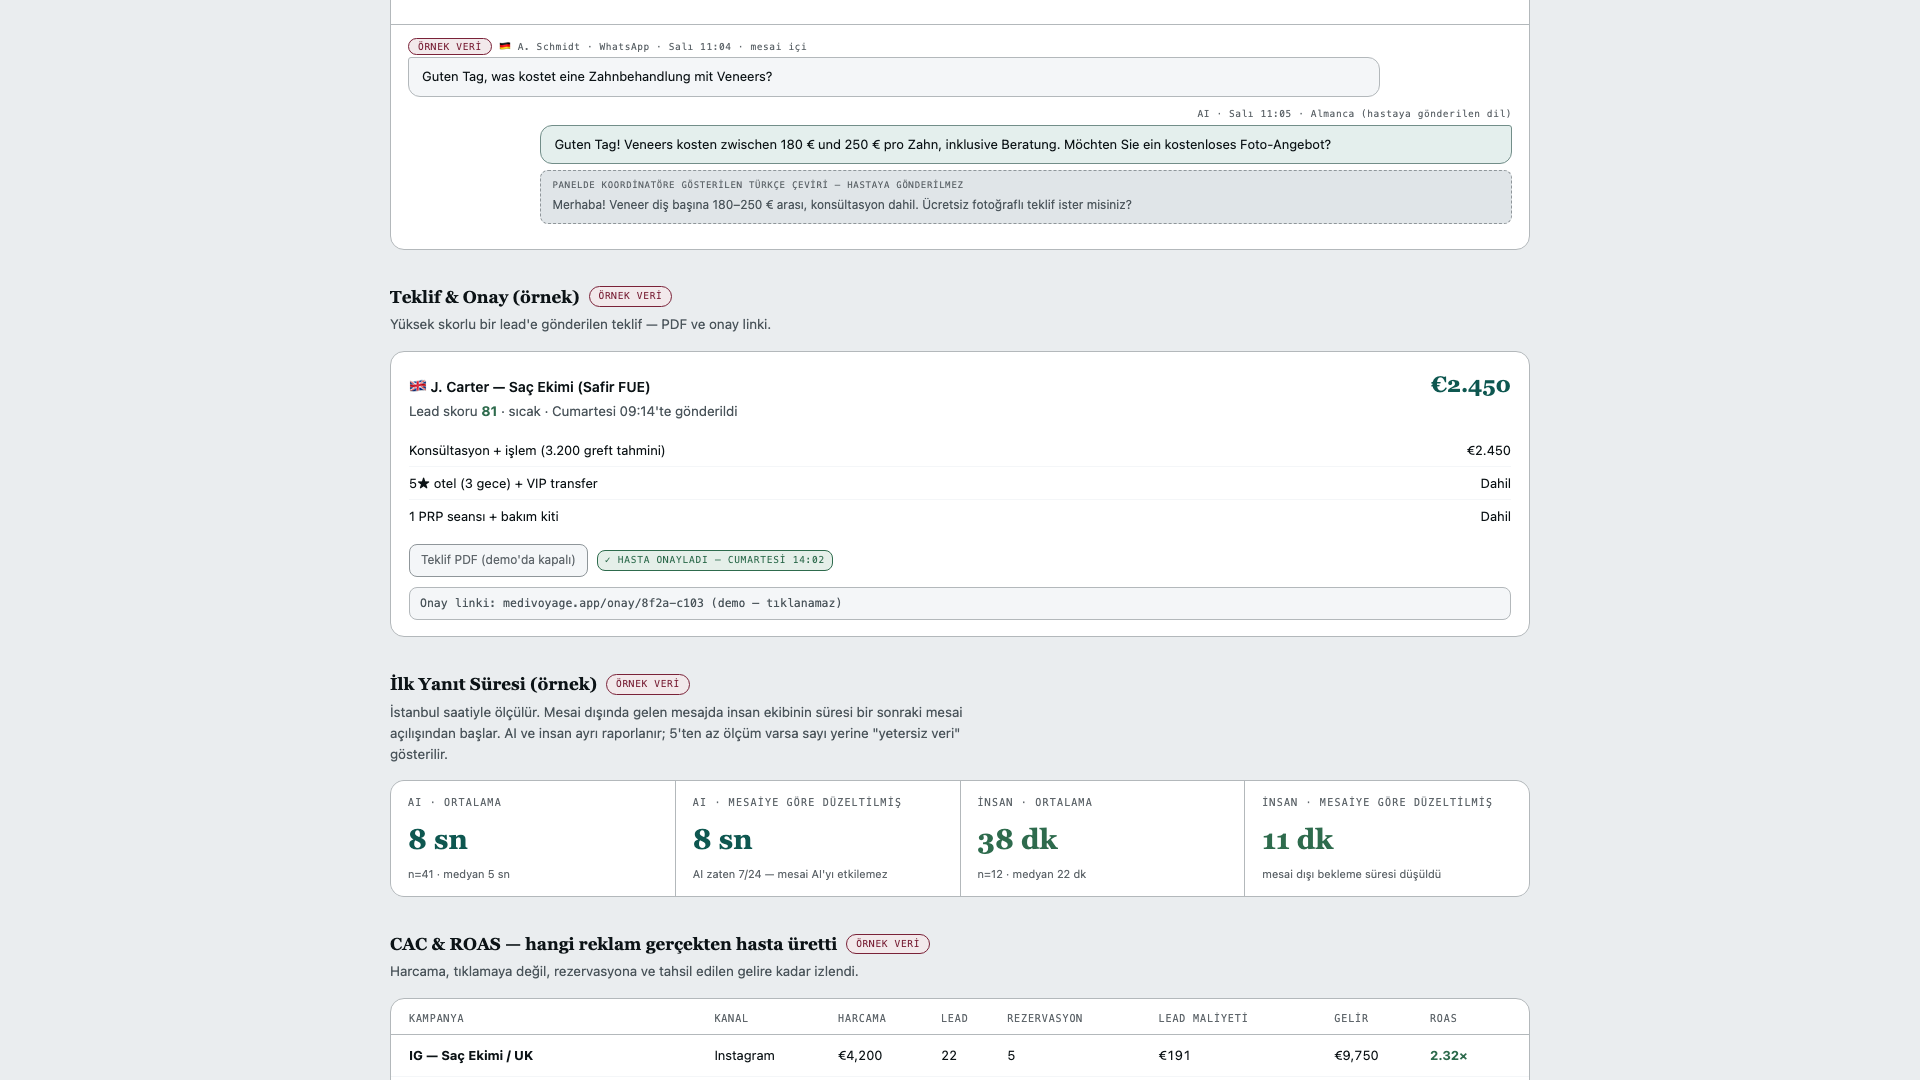 ÖRNEK VERİ 🇩🇪 A. Schmidt · WhatsApp · Salı 11:04 · mesai içi
Guten Tag, was kostet eine Zahnbehandlung mit Veneers?
AI · Salı 11:05 · Almanca (hastaya gönderilen dil)
Guten Tag! Veneers kosten zwischen 180 € und 250 € pro Zahn, inklusive Beratung. Möchten Sie ein kostenloses Foto-Angebot?
PANELDE KOORDİNATÖRE GÖSTERİLEN TÜRKÇE ÇEVİRİ — HASTAYA GÖNDERİLMEZ
Merhaba! Veneer diş başına 180–250 € arası, konsültasyon dahil. Ücretsiz fotoğraflı teklif ister misiniz?
Teklif & Onay (örnek) ÖRNEK VERİ
Yüksek skorlu bir lead'e gönderilen teklif — PDF ve onay linki.
🇬🇧 J. Carter — Saç Ekimi (Safir FUE) €2.450
Lead skoru 81 · sıcak · Cumartesi 09:14'te gönderildi
Konsültasyon + işlem (3.200 greft tahmini) €2.450
5★ otel (3 gece) + VIP transfer Dahil
1 PRP seansı + bakım kiti Dahil
Teklif PDF (demo'da kapalı) ✓ HASTA ONAYLADI — CUMARTESİ 14:02
Onay linki: medivoyage.app/onay/8f2a-c103 (demo — tıklanamaz)
İlk Yanıt Süresi (örnek) ÖRNEK VERİ
İstanbul saatiyle ölçülür. Mesai dışında gelen mesajda insan ekibinin süresi bir sonraki mesai
açılışından başlar. AI ve insan ayrı raporlanır; 5'ten az ölçüm varsa sayı yerine "yetersiz veri"
gösterilir.
AI · ORTALAMA
8 sn
n=41 · medyan 5 sn
AI · MESAİYE GÖRE DÜZELTİLMİŞ
8 sn
AI zaten 7/24 — mesai AI'yı etkilemez
İNSAN · ORTALAMA
38 dk
n=12 · medyan 22 dk
İNSAN · MESAİYE GÖRE DÜZELTİLMİŞ
11 dk
mesai dışı bekleme süresi düşüldü
CAC & ROAS — hangi reklam gerçekten hasta üretti ÖRNEK VERİ
Harcama, tıklamaya değil, rezervasyona ve tahsil edilen gelire kadar izlendi.
KAMPANYA KANAL HARCAMA LEAD REZERVASYON LEAD MALİYETİ GELİR ROAS
IG — Saç Ekimi / UK Instagram €4,200 22 5 €191 €9,750 2.32×